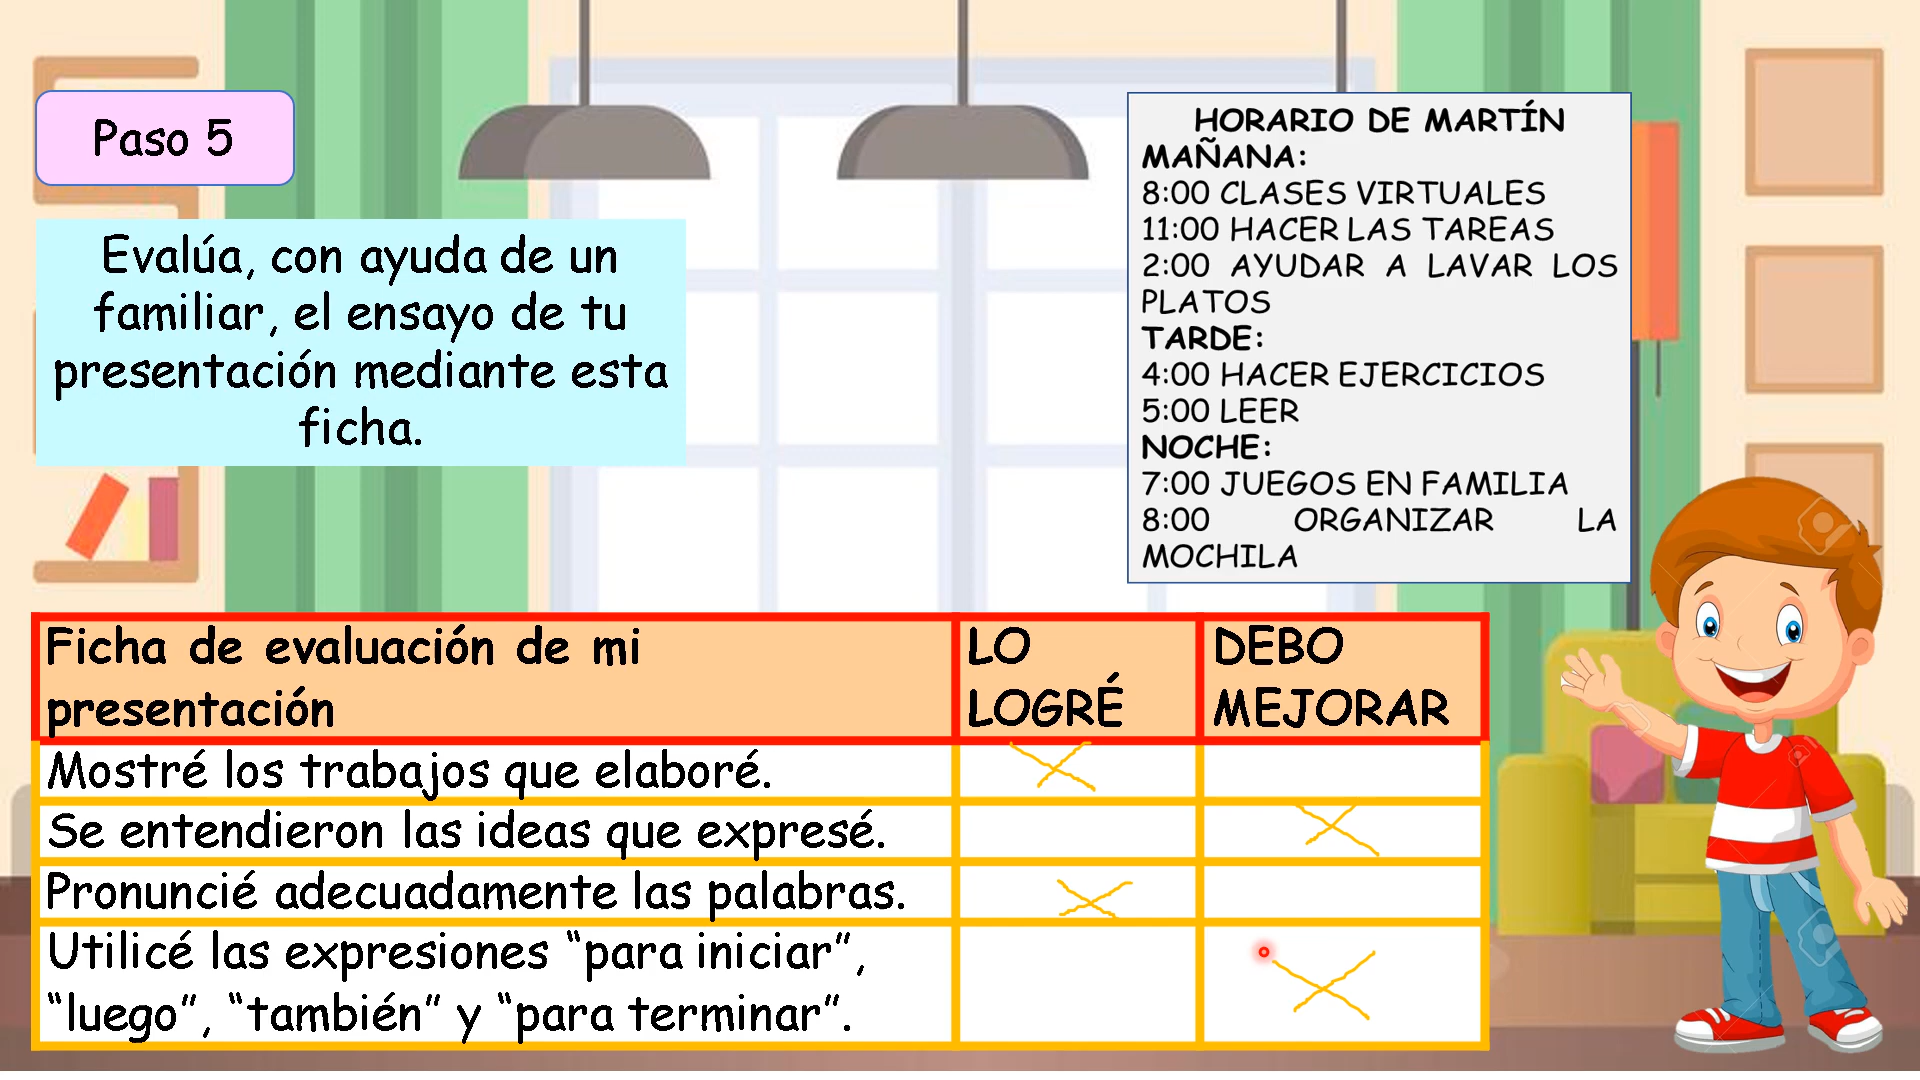 Paso 5
Evalúa, con ayuda de un
familiar, el ensayo de tu
presentación mediante esta
ficha.
HORARIO DE MARTÍN
MAÑANA:
8:00 CLASES VIRTUALES
11:00 HACER LAS TAREAS
2:00 AYUDAR A LAVAR LOS
PLATOS
TARDE:
4:00 HACER EJERCICIOS
5:00 LEER
NOCHE:
7:00 JUEGOS EN FAMILIA
8:00 ORGANIZAR LA
MOCHILA
Ficha de evaluación de mi
presentación
LO
LOGRÉ
DEBO
MEJORAR
Mostré los trabajos que elaboré.
Se entendieron las ideas que expresé.
Pronuncié adecuadamente las palabras.
Utilicé las expresiones “para iniciar”,
“luego”, “también” y “para terminar”.